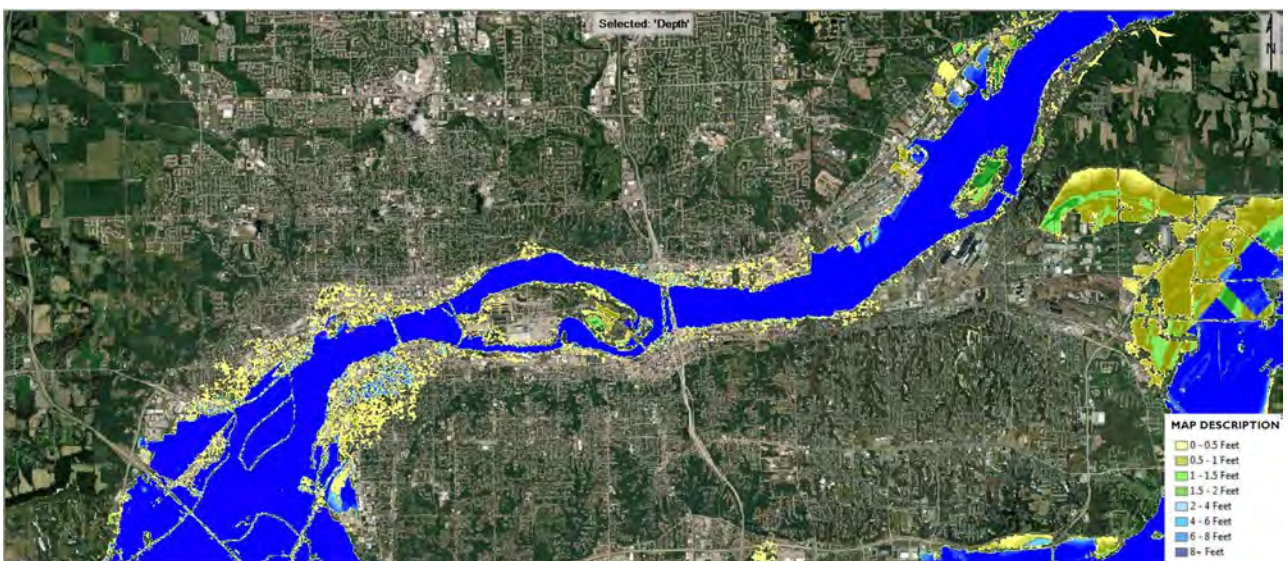 Selected: 'Depth'
N
MAP DESCRIPTION
0 - 0.5 Feet
0.5 - 1 Feet
1 - 1.5 Feet
1.5 - 2 Feet
2 - 4 Feet
4 - 6 Feet
6 - 8 Feet
8+ Feet